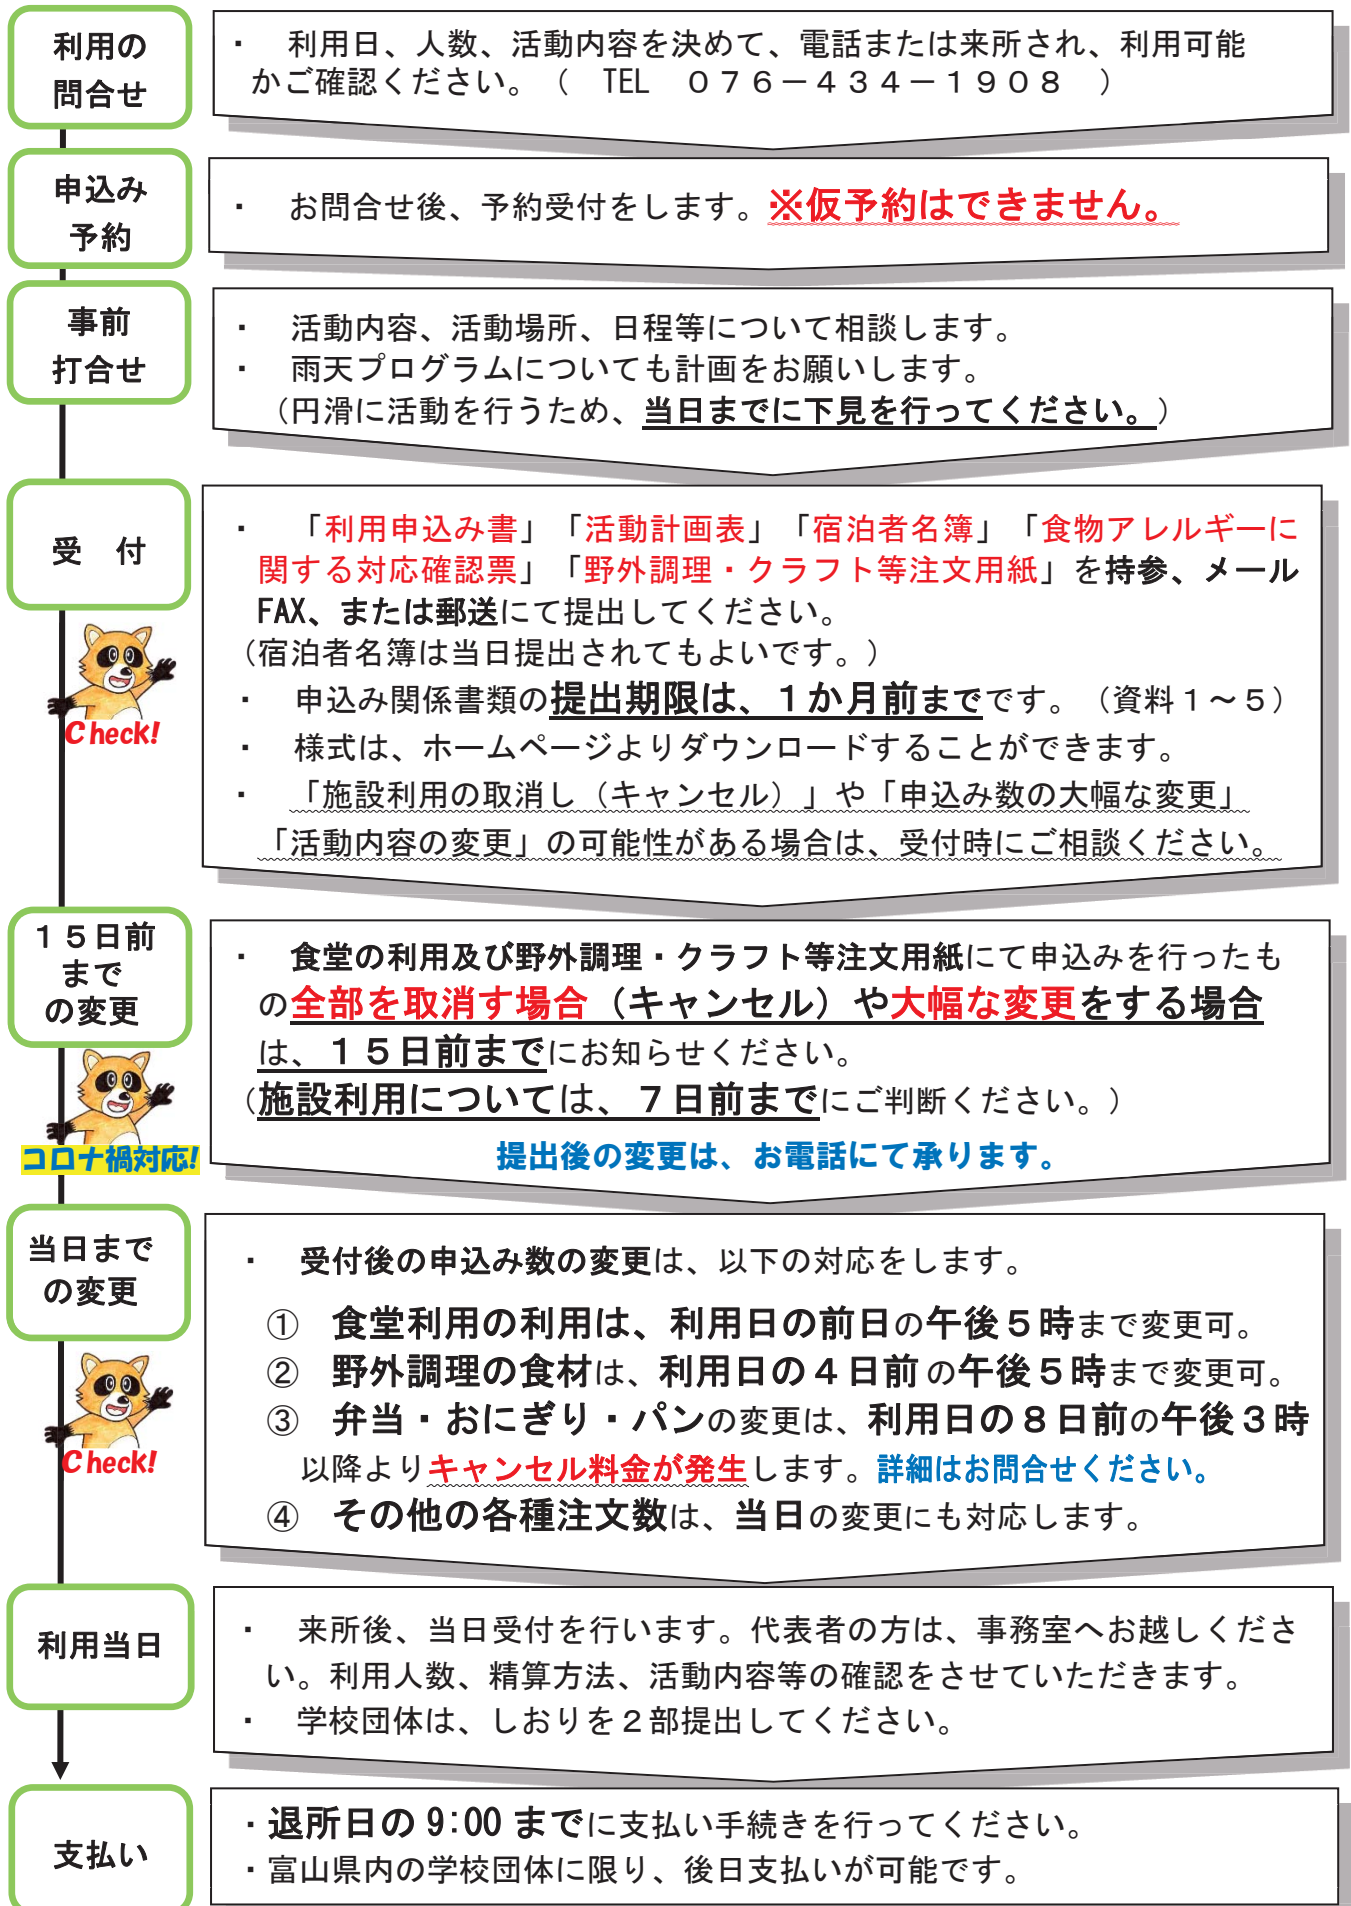 利用の
問合せ
・　利用日、人数、活動内容を決めて、電話または来所され、利用可能
かご確認ください。（　TEL　０７６－４３４－１９０８　）
申込み
予約
・　お問合せ後、予約受付をします。※仮予約はできません。
事前
打合せ
・　活動内容、活動場所、日程等について相談します。
・　雨天プログラムについても計画をお願いします。
（円滑に活動を行うため、当日までに下見を行ってください。）
受　付
・　「利用申込み書」「活動計画表」「宿泊者名簿」「食物アレルギーに
関する対応確認票」「野外調理・クラフト等注文用紙」を持参、メール
FAX、または郵送にて提出してください。
（宿泊者名簿は当日提出されてもよいです。）
・　申込み関係書類の提出期限は、１か月前までです。（資料１～５）
・　様式は、ホームページよりダウンロードすることができます。
・　「施設利用の取消し（キャンセル）」や「申込み数の大幅な変更」
「活動内容の変更」の可能性がある場合は、受付時にご相談ください。
Check!
１５日前
まで
の変更
・　食堂の利用及び野外調理・クラフト等注文用紙にて申込みを行ったも
の全部を取消す場合（キャンセル）や大幅な変更をする場合
は、１５日前までにお知らせください。
（施設利用については、７日前までにご判断ください。）
提出後の変更は、お電話にて承ります。
コロナ禍対応!
当日まで
の変更
・　受付後の申込み数の変更は、以下の対応をします。
①　食堂利用の利用は、利用日の前日の午後５時まで変更可。
②　野外調理の食材は、利用日の４日前の午後５時まで変更可。
③　弁当・おにぎり・パンの変更は、利用日の８日前の午後３時
以降よりキャンセル料金が発生します。詳細はお問合せください。
④　その他の各種注文数は、当日の変更にも対応します。
Check!
利用当日
・　来所後、当日受付を行います。代表者の方は、事務室へお越しくださ
い。利用人数、精算方法、活動内容等の確認をさせていただきます。
・　学校団体は、しおりを２部提出してください。
支払い
・退所日の 9:00 までに支払い手続きを行ってください。
・富山県内の学校団体に限り、後日支払いが可能です。